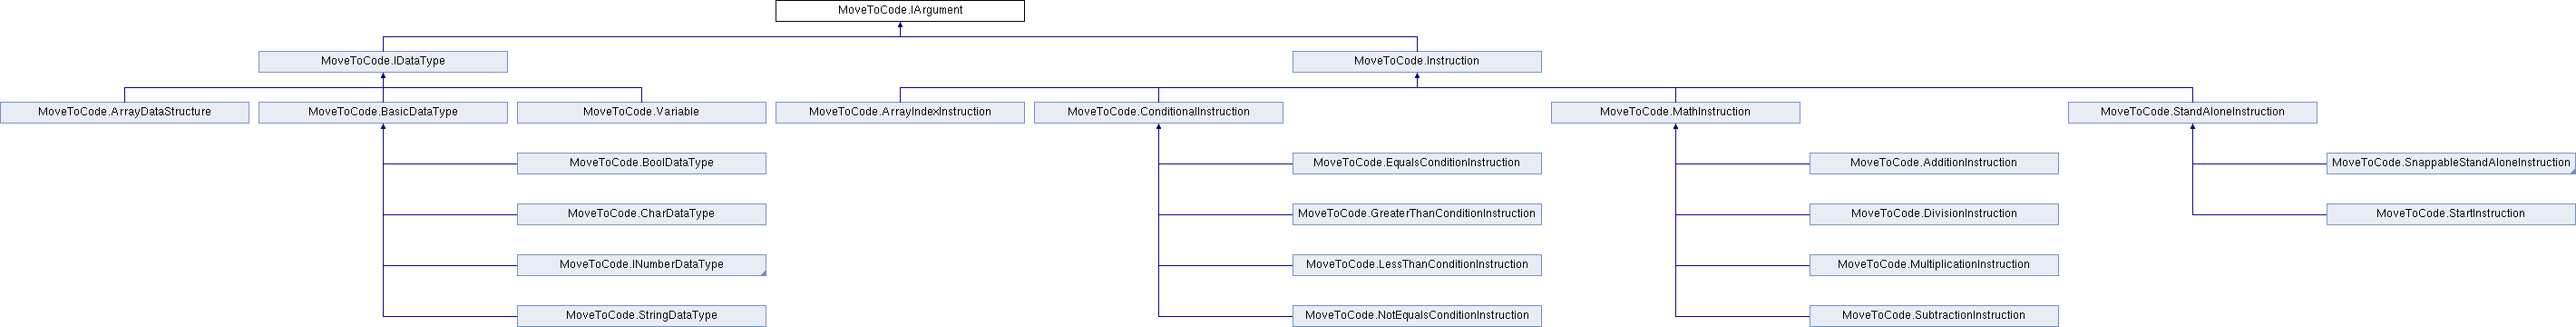 MoveToCode.IArgument
MoveToCode.IDataType
MoveToCode.Instruction
MoveToCode.ArrayDataStructure
MoveToCode.BasicDataType
MoveToCode.Variable
MoveToCode.ArrayIndexInstruction
MoveToCode.ConditionalInstruction
MoveToCode.MathInstruction
MoveToCode.StandAloneInstruction
MoveToCode.BoolDataType
MoveToCode.EqualsConditionInstruction
MoveToCode.AdditionInstruction
MoveToCode.SnappableStandAloneInstruction
MoveToCode.CharDataType
MoveToCode.GreaterThanConditionInstruction
MoveToCode.DivisionInstruction
MoveToCode.StartInstruction
MoveToCode.INumberDataType
MoveToCode.LessThanConditionInstruction
MoveToCode.MultiplicationInstruction
MoveToCode.StringDataType
MoveToCode.NotEqualsConditionInstruction
MoveToCode.SubtractionInstruction